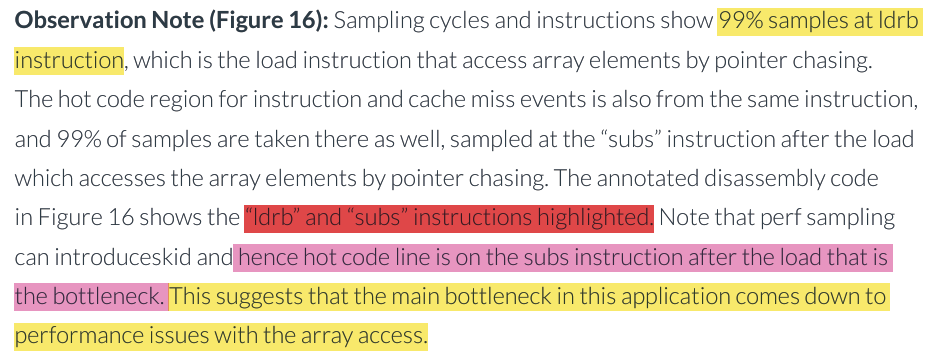 Observation Note (Figure 16): Sampling cycles and instructions show 99% samples at ldrb
instruction, which is the load instruction that access array elements by pointer chasing.
The hot code region for instruction and cache miss events is also from the same instruction,
and 99% of samples are taken there as well, sampled at the “subs” instruction after the load
which accesses the array elements by pointer chasing. The annotated disassembly code
in Figure 16 shows the “ldrb” and “subs” instructions highlighted. Note that perf sampling
can introduceskid and hence hot code line is on the subs instruction after the load that is
the bottleneck. This suggests that the main bottleneck in this application comes down to
performance issues with the array access.